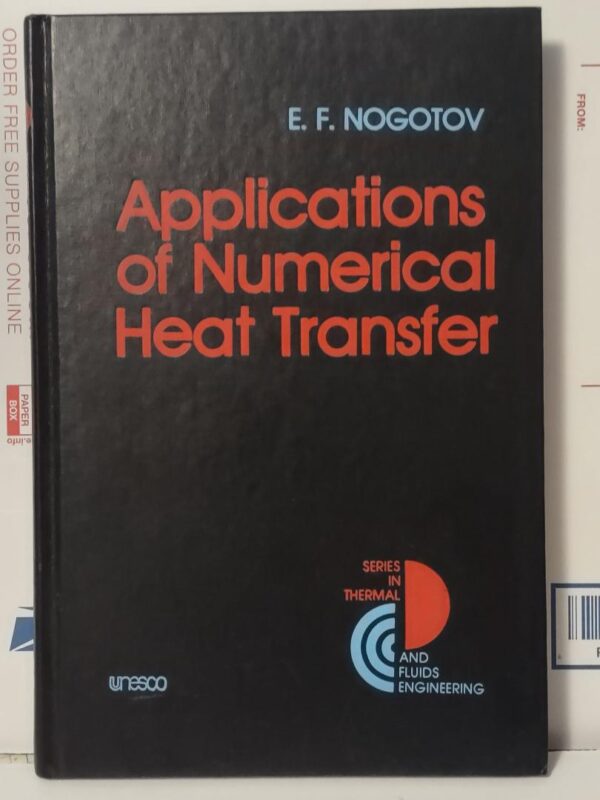 E. F. NOGOTOV
Applications
of Numerical
Heat Transfer
SERIES
IN
THERMAL
AND
FLUIDS
ENGINEERING
unesco
ORDER FREE SUPPLIES ONLINE
PAPER
BOX
FROM: